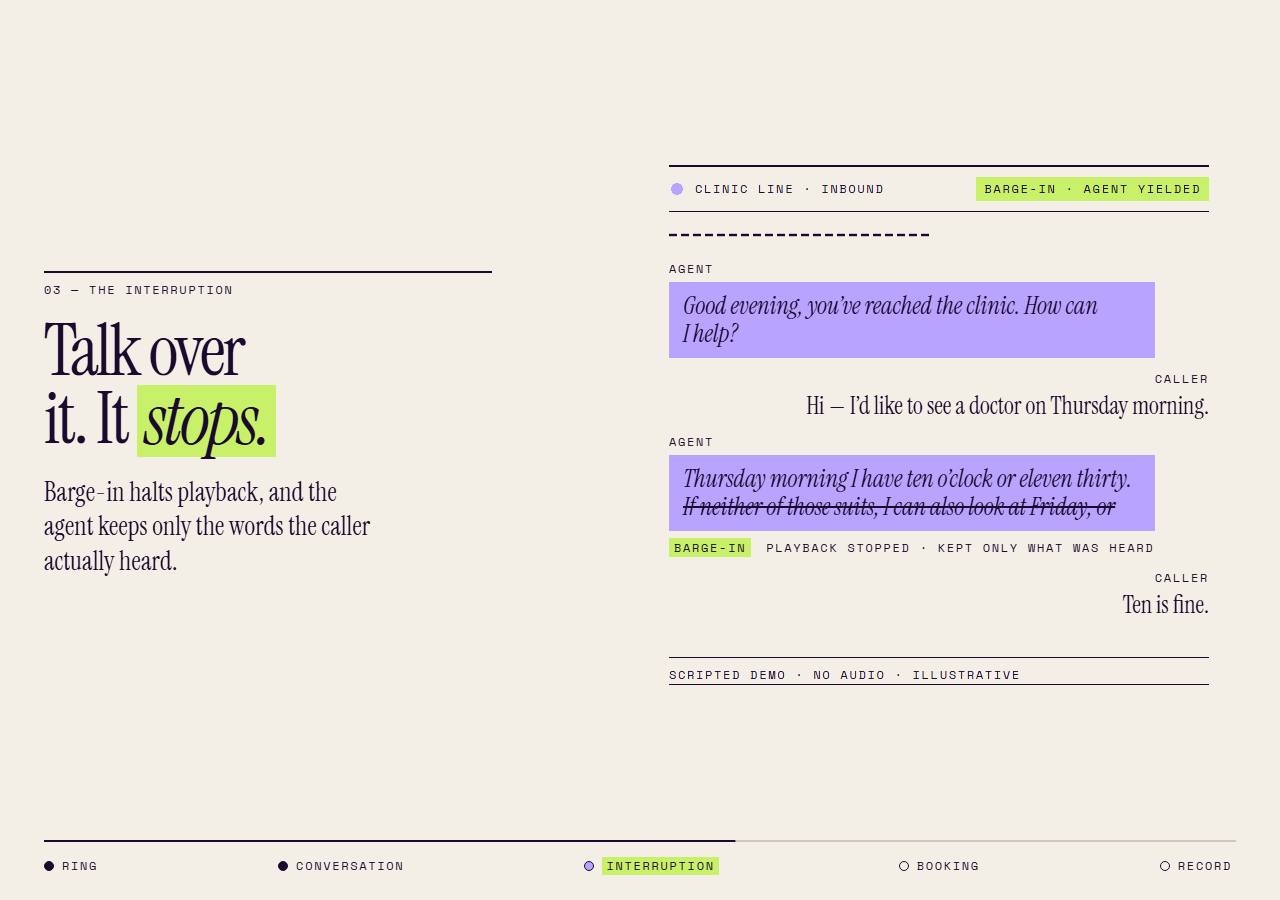 03 — THE INTERRUPTION
Talk over
it. It stops.
Barge-in halts playback, and the
agent keeps only the words the caller
actually heard.
CLINIC LINE · INBOUND
BARGE-IN · AGENT YIELDED
AGENT
Good evening, you’ve reached the clinic. How can
I help?
CALLER
Hi — I’d like to see a doctor on Thursday morning.
AGENT
Thursday morning I have ten o’clock or eleven thirty.
If neither of those suits, I can also look at Friday, or
BARGE-IN PLAYBACK STOPPED · KEPT ONLY WHAT WAS HEARD
CALLER
Ten is fine.
SCRIPTED DEMO · NO AUDIO · ILLUSTRATIVE
RING
CONVERSATION
INTERRUPTION
BOOKING
RECORD